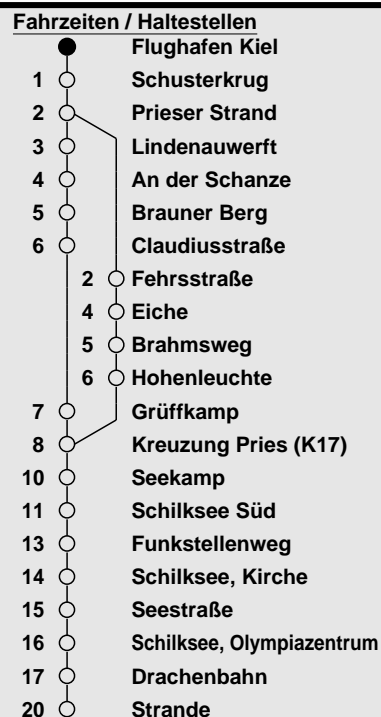 Fahrzeiten / Haltestellen
Flughafen Kiel
1 Schusterkrug
2 Prieser Strand
3 Lindenauwerft
4 An der Schanze
5 Brauner Berg
6 Claudiusstraße
2 Fehrsstraße
4 Eiche
5 Brahmsweg
6 Hohenleuchte
7 Grüffkamp
8 Kreuzung Pries (K17)
10 Seekamp
11 Schilksee Süd
13 Funkstellenweg
14 Schilksee, Kirche
15 Seestraße
16 Schilksee, Olympiazentrum
17 Drachenbahn
20 Strande